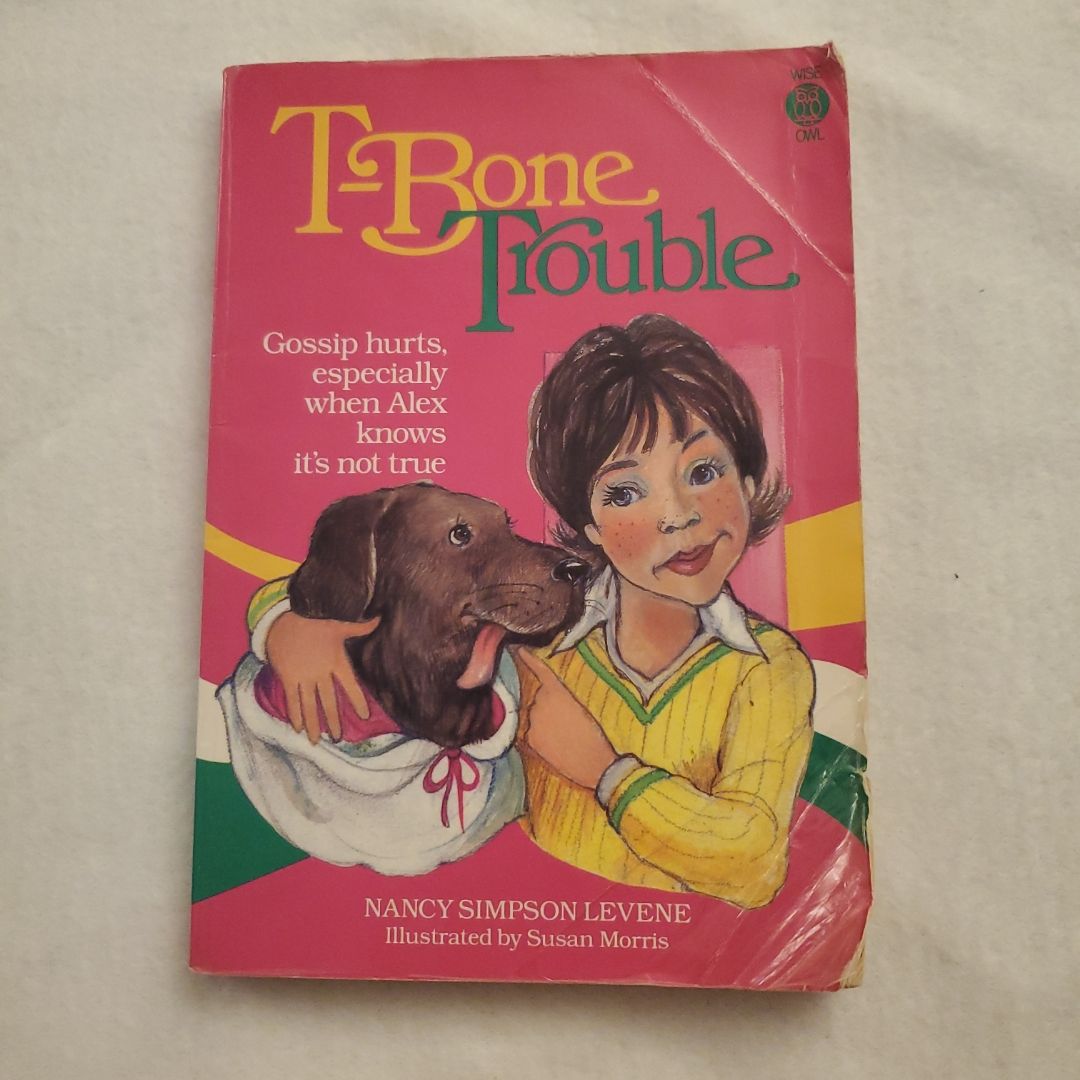 WISE
OWL
T-Bone
Trouble
Gossip hurts,
especially
when Alex
knows
it's not true
NANCY SIMPSON LEVENE
Illustrated by Susan Morris